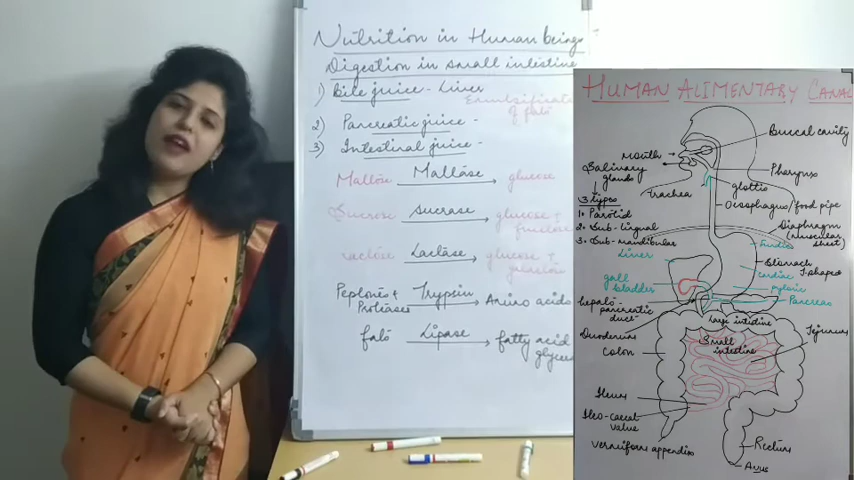 Nutrition in Human beings
Digestion in small intestine
1) Bile juice - Liver
Emulsificati
of fats
2) Pancreatic juice -
3) Intestinal juice -
Maltose Maltase glucose
Sucrose Sucrase glucose +
fructose
Lactose Lactase glucose +
galactose
Peptones + Trypsin Amino acids
fats Lipase fatty acid
glycer
HUMAN ALIMENTARY CANAL
Buccal cavity
Mouth
Salivary
glands
Pharynx
3 types
Trachea
glottis
1. Parotid
Oesophagus/food pipe
2. Sub-lingual
Diaphragm
(muscular
sheet)
3. Sub-mandibular
Liver
Fundic
Stomach
J-shaped
Cardiac
gall
bladder
pyloric
Pancreas
hepato-
pancreatic
duct
Large intestine
Duodenum
Small
intestine
Jejunum
Colon
Ileum
Ileo-caecal
valve
Vermiform appendix
Rectum
Anus